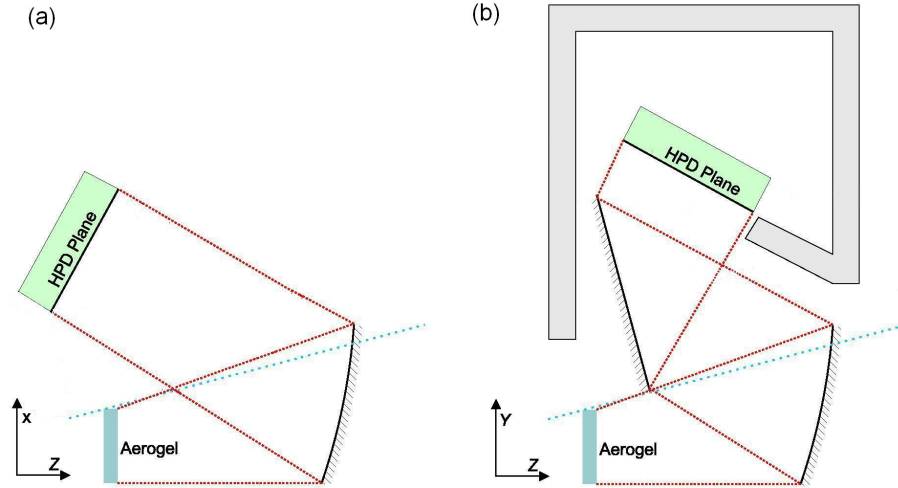 (a)
HPD Plane
Aerogel
x
Z
(b)
HPD Plane
Aerogel
Y
Z